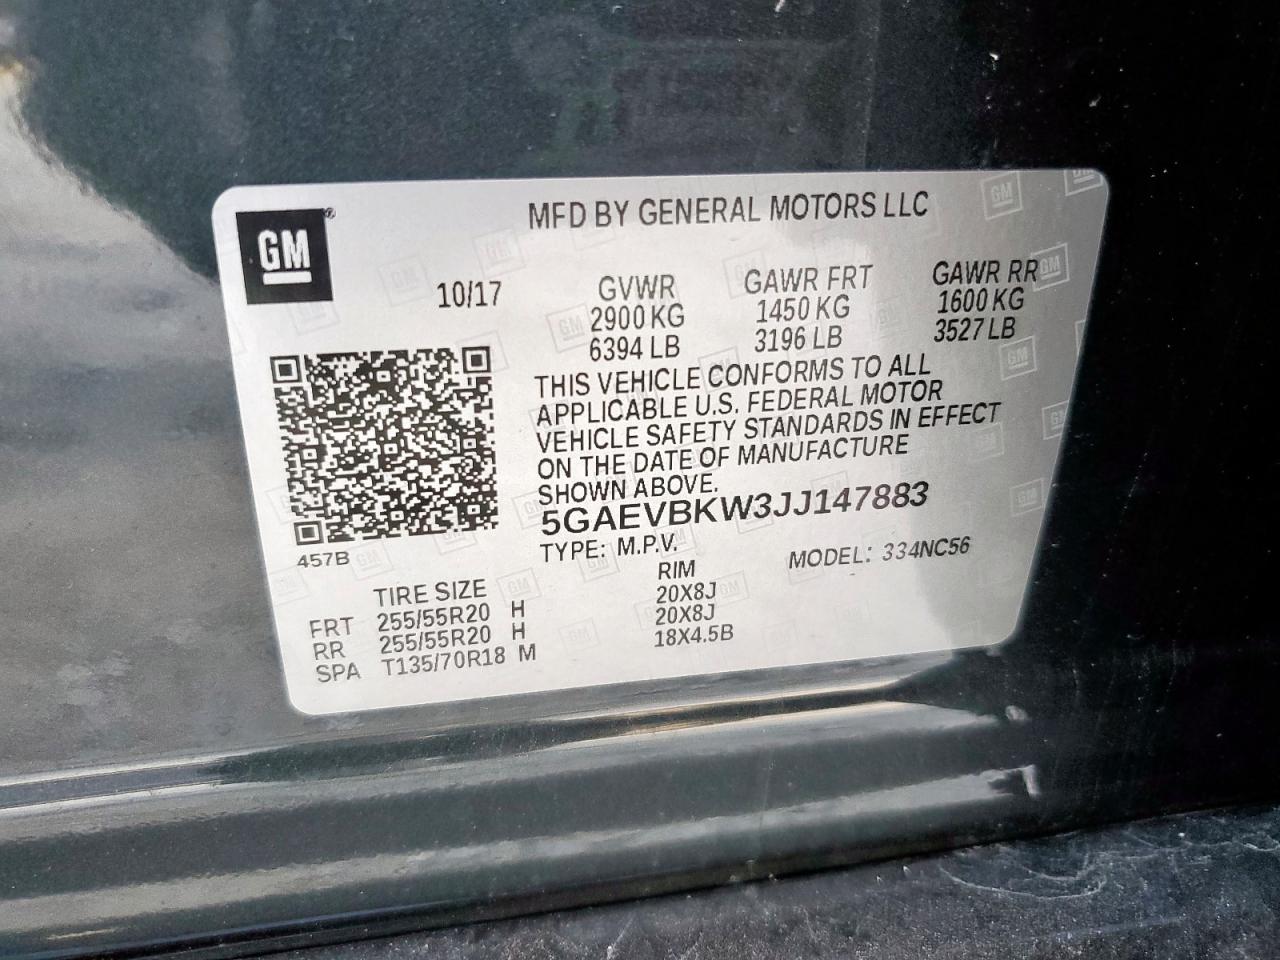 MFD BY GENERAL MOTORS LLC
GM ®
10/17
GVWR GAWR FRT GAWR RR
2900 KG 1450 KG 1600 KG
6394 LB 3196 LB 3527 LB
THIS VEHICLE CONFORMS TO ALL
APPLICABLE U.S. FEDERAL MOTOR
VEHICLE SAFETY STANDARDS IN EFFECT
ON THE DATE OF MANUFACTURE
SHOWN ABOVE.
5GAEVBKW3JJ147883
457B
TYPE: M.P.V. MODEL: 334NC56
TIRE SIZE RIM
FRT 255/55R20 H 20X8J
RR 255/55R20 H 20X8J
SPA T135/70R18 M 18X4.5B